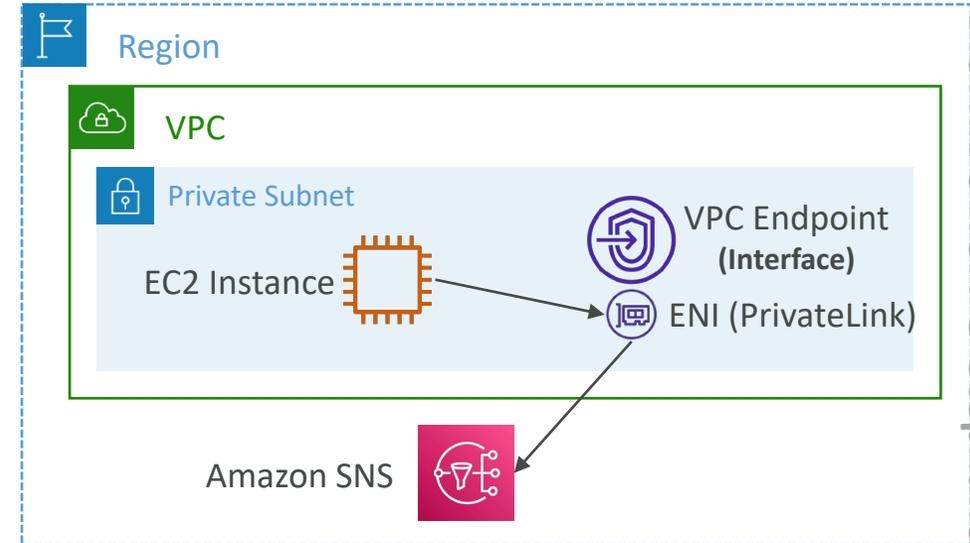 Region
VPC
Private Subnet
VPC Endpoint
(Interface)
EC2 Instance
ENI (PrivateLink)
Amazon SNS